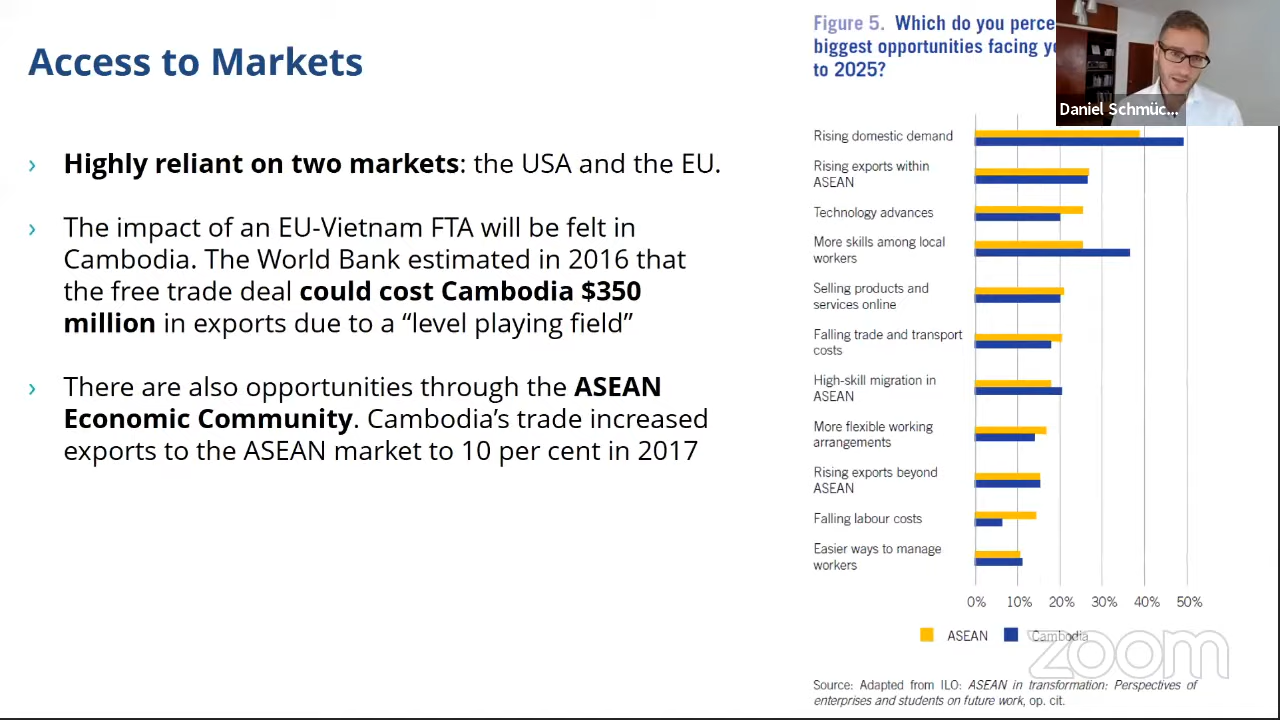 Access to Markets
› Highly reliant on two markets: the USA and the EU.
› The impact of an EU-Vietnam FTA will be felt in
Cambodia. The World Bank estimated in 2016 that
the free trade deal could cost Cambodia $350
million in exports due to a “level playing field”
› There are also opportunities through the ASEAN
Economic Community. Cambodia’s trade increased
exports to the ASEAN market to 10 per cent in 2017
Figure 5. Which do you perce
biggest opportunities facing
to 2025?
Daniel Schmüc...
Rising domestic demand
Rising exports within
ASEAN
Technology advances
More skills among local
workers
Selling products and
services online
Falling trade and transport
costs
High-skill migration in
ASEAN
More flexible working
arrangements
Rising exports beyond
ASEAN
Falling labour costs
Easier ways to manage
workers
0% 10% 20% 30% 40% 50%
ASEAN Cambodia
zoom
Source: Adapted from ILO: ASEAN in transformation: Perspectives of
enterprises and students on future work, op. cit.